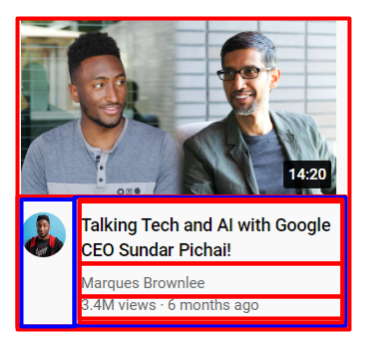 14:20
Talking Tech and AI with Google
CEO Sundar Pichai!
Marques Brownlee
3.4M views · 6 months ago